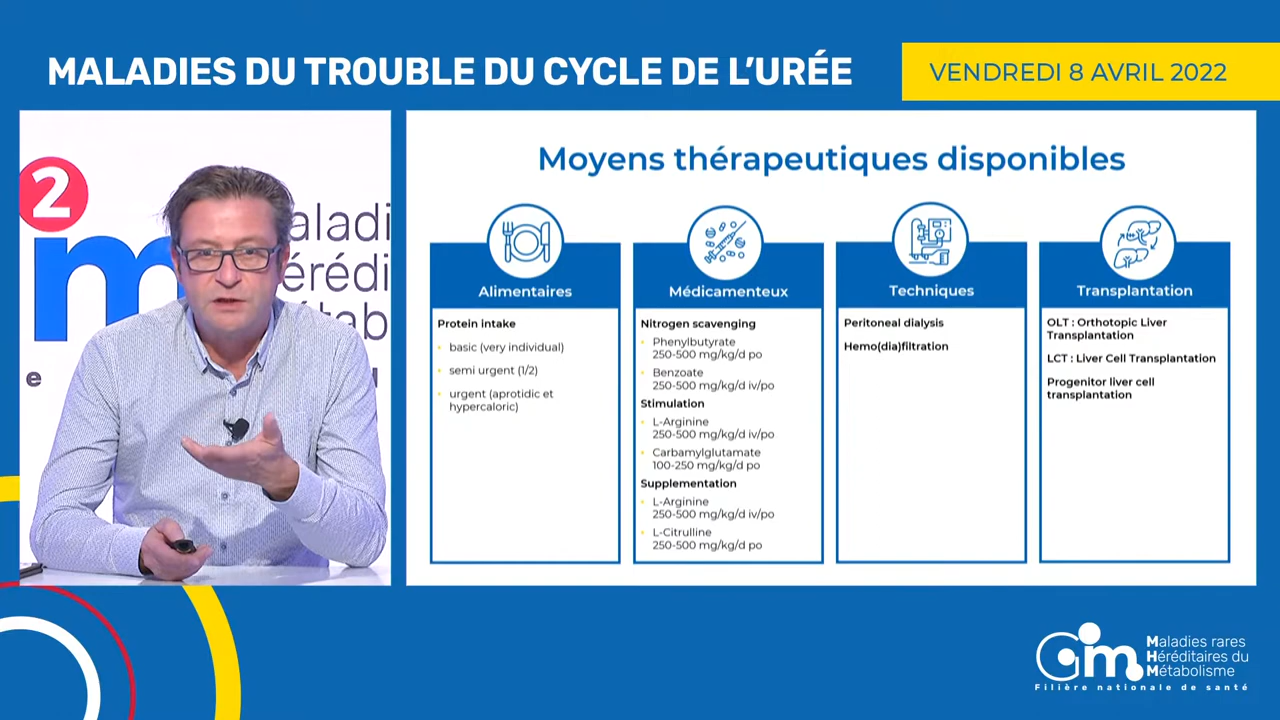 MALADIES DU TROUBLE DU CYCLE DE L'URÉE
VENDREDI 8 AVRIL 2022
2
m
aladi
érédi
étab
e
Moyens thérapeutiques disponibles
Alimentaires
Protein intake
basic (very individual)
semi urgent (1/2)
urgent (aprotidic et
hypercaloric)
Médicamenteux
Nitrogen scavenging
Phenylbutyrate
250-500 mg/kg/d po
Benzoate
250-500 mg/kg/d iv/po
Stimulation
L-Arginine
250-500 mg/kg/d iv/po
Carbamylglutamate
100-250 mg/kg/d po
Supplementation
L-Arginine
250-500 mg/kg/d iv/po
L-Citrulline
250-500 mg/kg/d po
Techniques
Peritoneal dialysis
Hemo(dia)filtration
Transplantation
OLT : Orthotopic Liver
Transplantation
LCT : Liver Cell Transplantation
Progenitor liver cell
transplantation
Maladies rares
Héréditaires du
Métabolisme
Filière nationale de santé